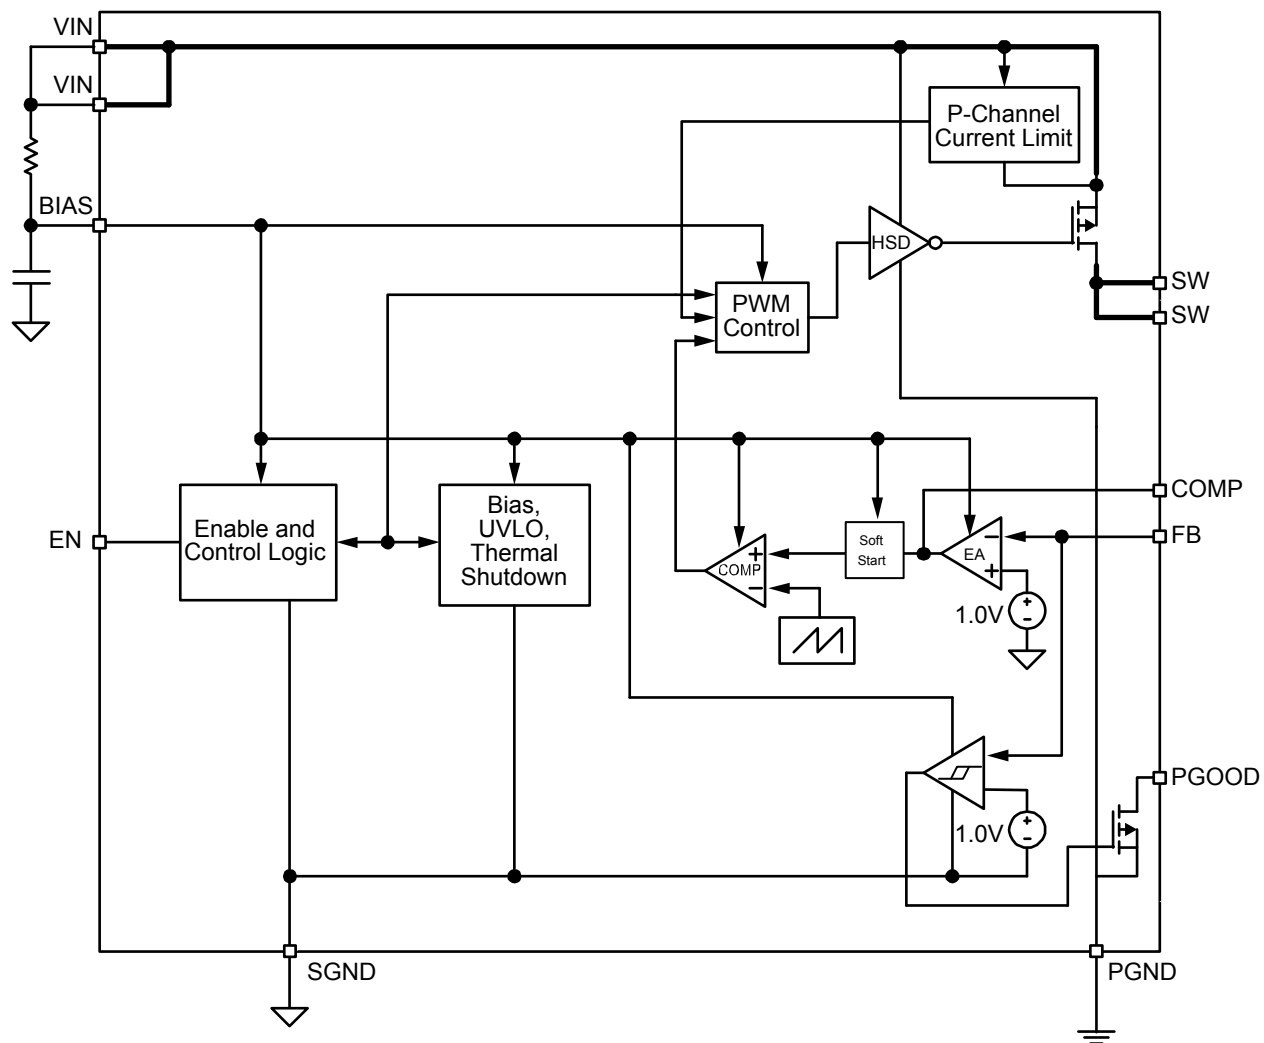 VIN
VIN
P-Channel
Current Limit
BIAS
HSD
SW
PWM
Control
SW
COMP
EN
Enable and
Control Logic
Bias,
UVLO,
Thermal
Shutdown
COMP
+
−
Soft
Start
EA
−
+
FB
1.0V
+
−
PGOOD
1.0V
+
−
SGND
PGND